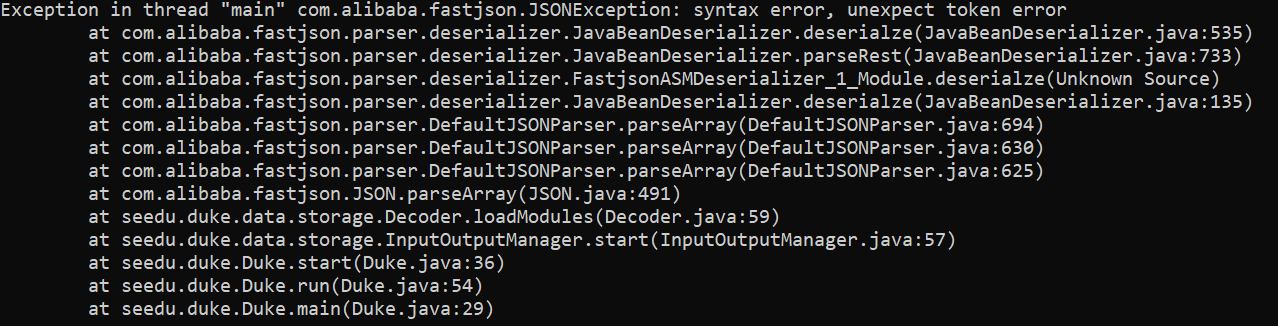 Exception in thread "main" com.alibaba.fastjson.JSONException: syntax error, unexpect token error
at com.alibaba.fastjson.parser.deserializer.JavaBeanDeserializer.deserialze(JavaBeanDeserializer.java:535)
at com.alibaba.fastjson.parser.deserializer.JavaBeanDeserializer.parseRest(JavaBeanDeserializer.java:733)
at com.alibaba.fastjson.parser.deserializer.FastjsonASMDeserializer_1_Module.deserialze(Unknown Source)
at com.alibaba.fastjson.parser.deserializer.JavaBeanDeserializer.deserialze(JavaBeanDeserializer.java:135)
at com.alibaba.fastjson.parser.DefaultJSONParser.parseArray(DefaultJSONParser.java:694)
at com.alibaba.fastjson.parser.DefaultJSONParser.parseArray(DefaultJSONParser.java:630)
at com.alibaba.fastjson.parser.DefaultJSONParser.parseArray(DefaultJSONParser.java:625)
at com.alibaba.fastjson.JSON.parseArray(JSON.java:491)
at seedu.duke.data.storage.Decoder.loadModules(Decoder.java:59)
at seedu.duke.data.storage.InputOutputManager.start(InputOutputManager.java:57)
at seedu.duke.Duke.start(Duke.java:36)
at seedu.duke.Duke.run(Duke.java:54)
at seedu.duke.Duke.main(Duke.java:29)